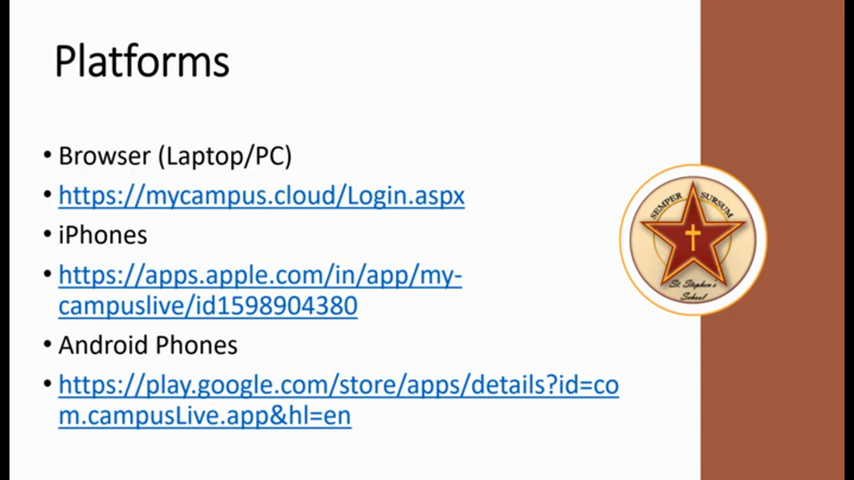 Platforms
• Browser (Laptop/PC)
• https://mycampus.cloud/Login.aspx
• iPhones
• https://apps.apple.com/in/app/my-
campuslive/id1598904380
• Android Phones
• https://play.google.com/store/apps/details?id=co
m.campusLive.app&hl=en
SEMPER SURSUM
St. Stephen's
School